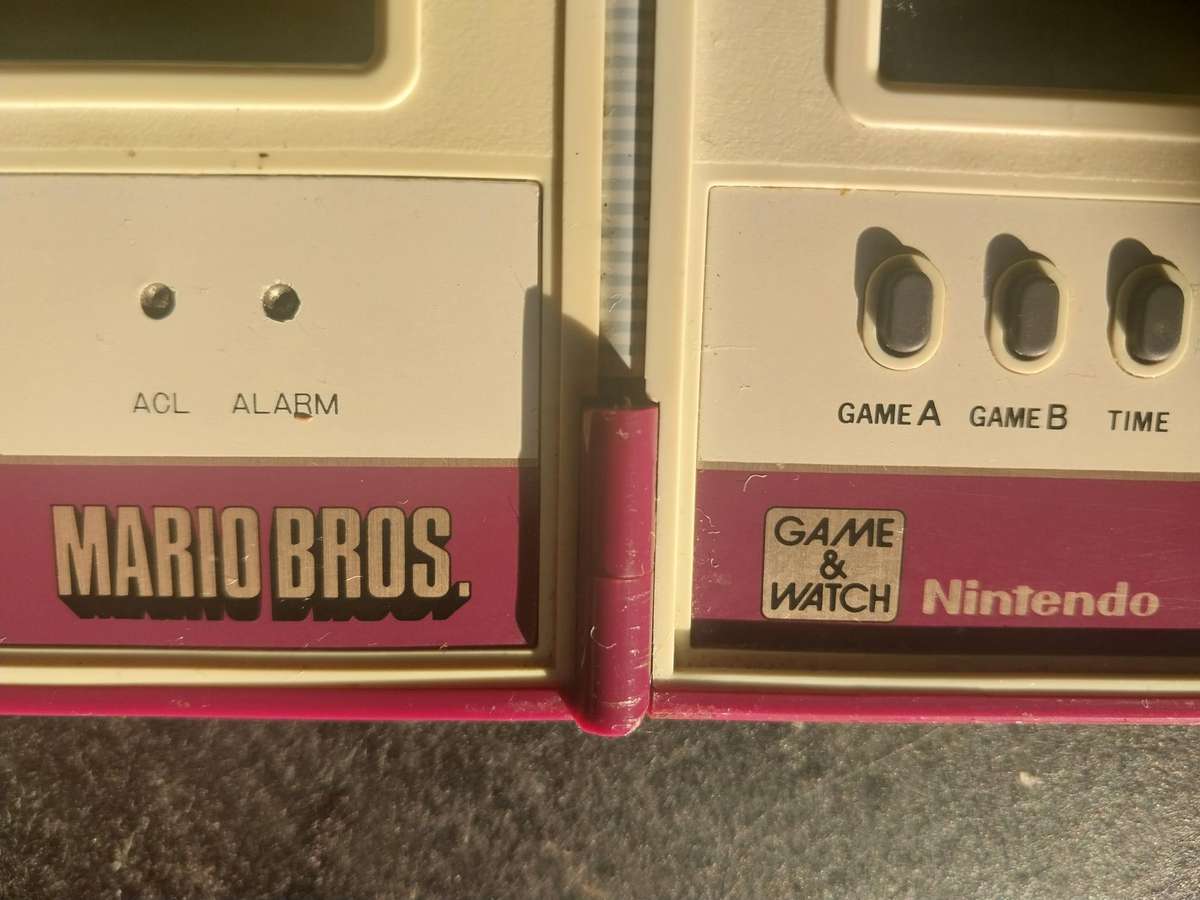 ACL ALARM
MARIO BROS.
GAME A GAME B TIME
GAME
&
WATCH
Nintendo